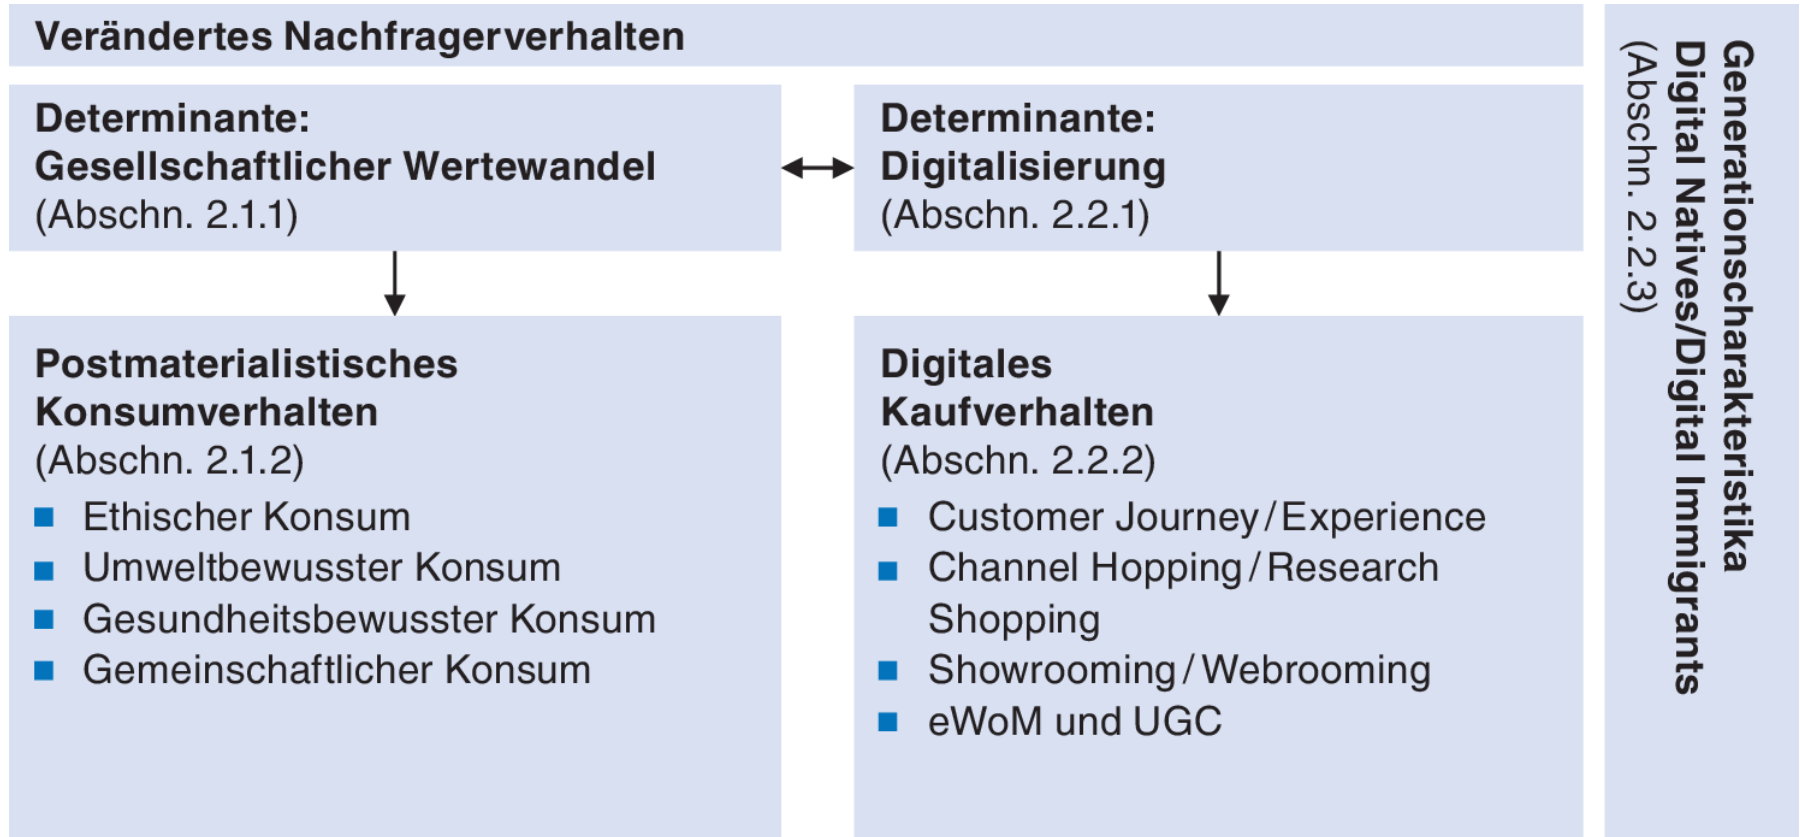 Verändertes Nachfragerverhalten
Determinante:
Gesellschaftlicher Wertewandel
(Abschn. 2.1.1)
Determinante:
Digitalisierung
(Abschn. 2.2.1)
Postmaterialistisches
Konsumverhalten
(Abschn. 2.1.2)
Ethischer Konsum
Umweltbewusster Konsum
Gesundheitsbewusster Konsum
Gemeinschaftlicher Konsum
Digitales
Kaufverhalten
(Abschn. 2.2.2)
Customer Journey/Experience
Channel Hopping/Research
Shopping
Showrooming/Webrooming
eWoM und UGC
Generationscharakteristika
Digital Natives/Digital Immigrants
(Abschn. 2.2.3)